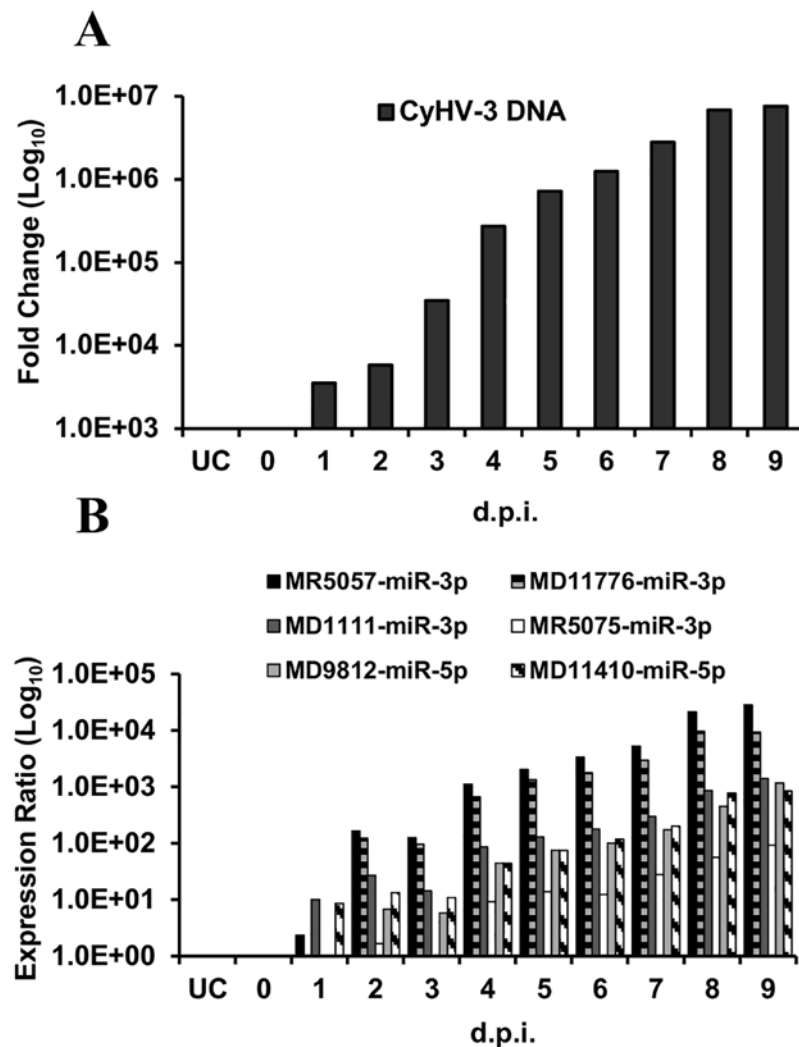 A
1.0E+07
1.0E+06
1.0E+05
1.0E+04
1.0E+03
Fold Change (Log10)
CyHV-3 DNA
UC 0 1 2 3 4 5 6 7 8 9
d.p.i.
B
MR5057-miR-3p MD11776-miR-3p
MD1111-miR-3p MR5075-miR-3p
MD9812-miR-5p MD11410-miR-5p
1.0E+05
1.0E+04
1.0E+03
1.0E+02
1.0E+01
1.0E+00
Expression Ratio (Log10)
UC 0 1 2 3 4 5 6 7 8 9
d.p.i.